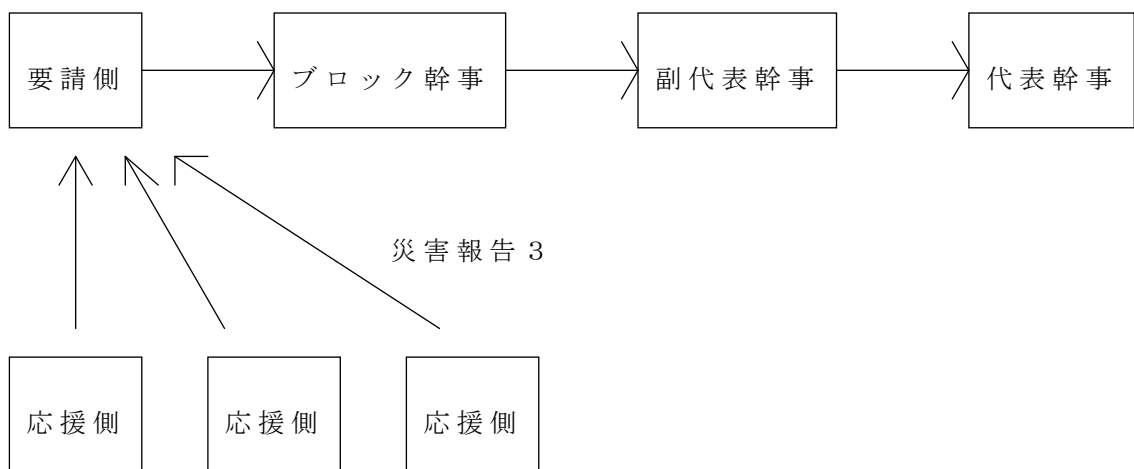 要請側
ブロック幹事
副代表幹事
代表幹事
災害報告３
応援側
応援側
応援側